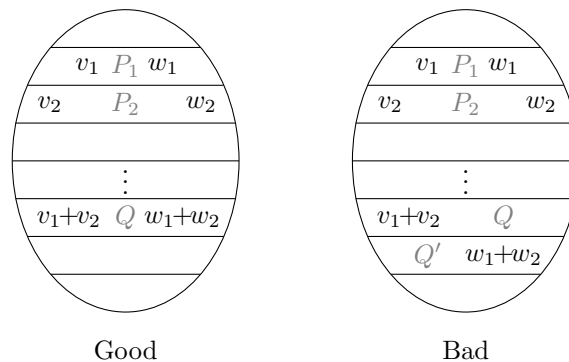 v₁ P₁ w₁
v₂ P₂ w₂
⋮
v₁+v₂ Q w₁+w₂
Good
v₁ P₁ w₁
v₂ P₂ w₂
⋮
v₁+v₂ Q
Q′ w₁+w₂
Bad